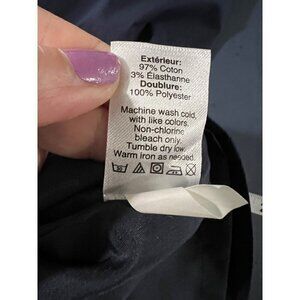 Extérieur:
97% Coton
3% Élasthanne
Doublure:
100% Polyester
Machine wash cold,
with like colors.
Non-chlorine
bleach only.
Tumble dry low.
Warm iron as needed.